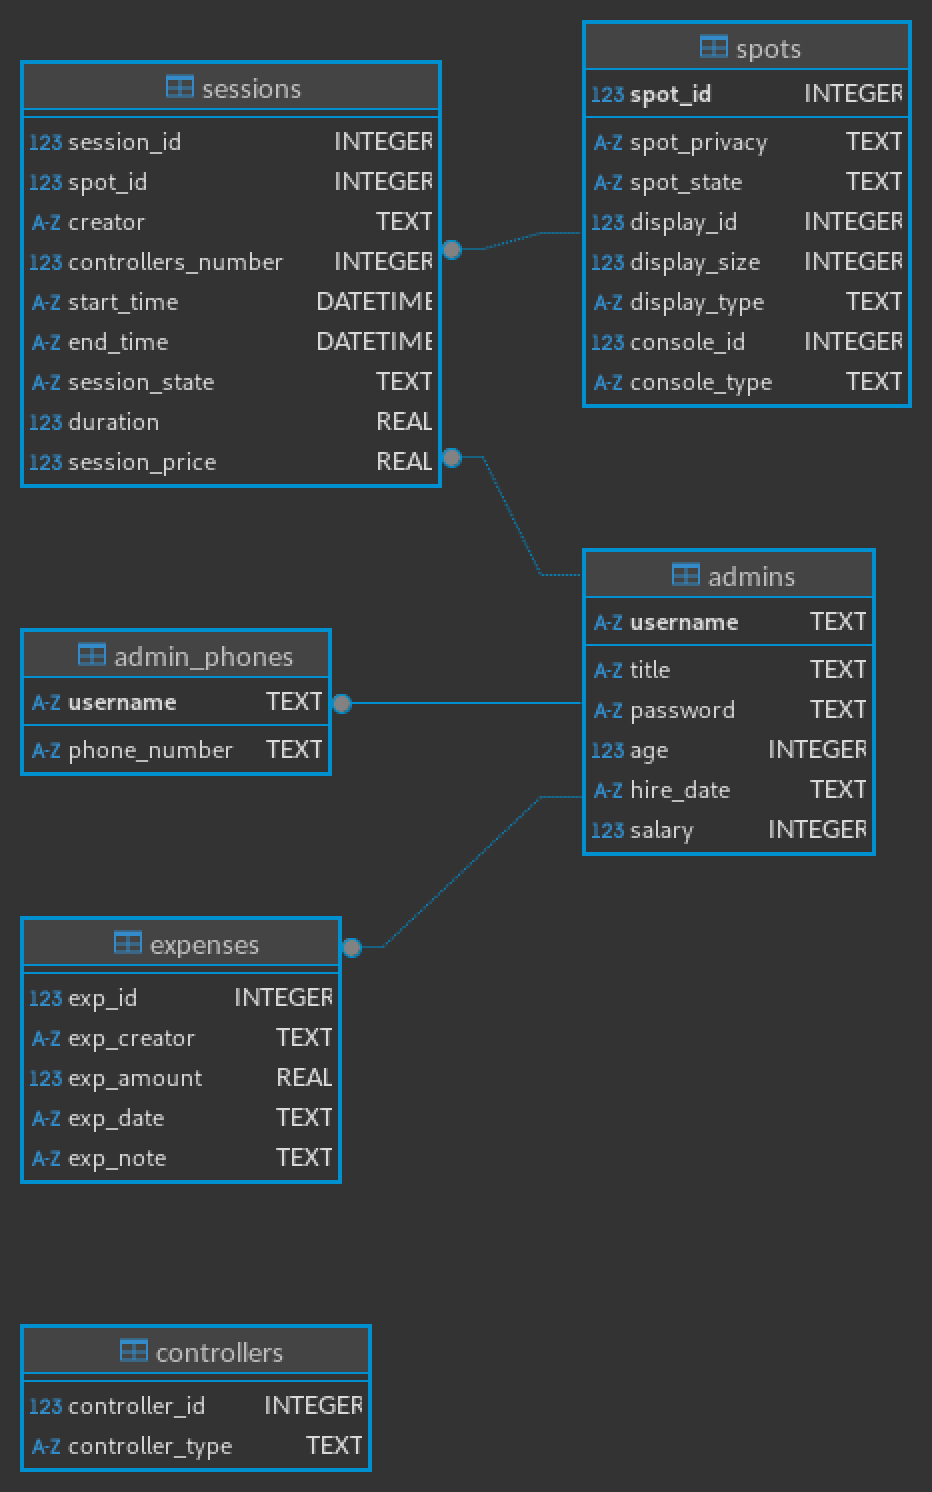 sessions
123 session_id INTEGER
123 spot_id INTEGER
A-Z creator TEXT
123 controllers_number INTEGER
A-Z start_time DATETIME
A-Z end_time DATETIME
A-Z session_state TEXT
123 duration REAL
123 session_price REAL
spots
123 spot_id INTEGER
A-Z spot_privacy TEXT
A-Z spot_state TEXT
123 display_id INTEGER
123 display_size INTEGER
A-Z display_type TEXT
123 console_id INTEGER
A-Z console_type TEXT
admins
A-Z username TEXT
A-Z title TEXT
A-Z password TEXT
123 age INTEGER
A-Z hire_date TEXT
123 salary INTEGER
admin_phones
A-Z username TEXT
A-Z phone_number TEXT
expenses
123 exp_id INTEGER
A-Z exp_creator TEXT
123 exp_amount REAL
A-Z exp_date TEXT
A-Z exp_note TEXT
controllers
123 controller_id INTEGER
A-Z controller_type TEXT